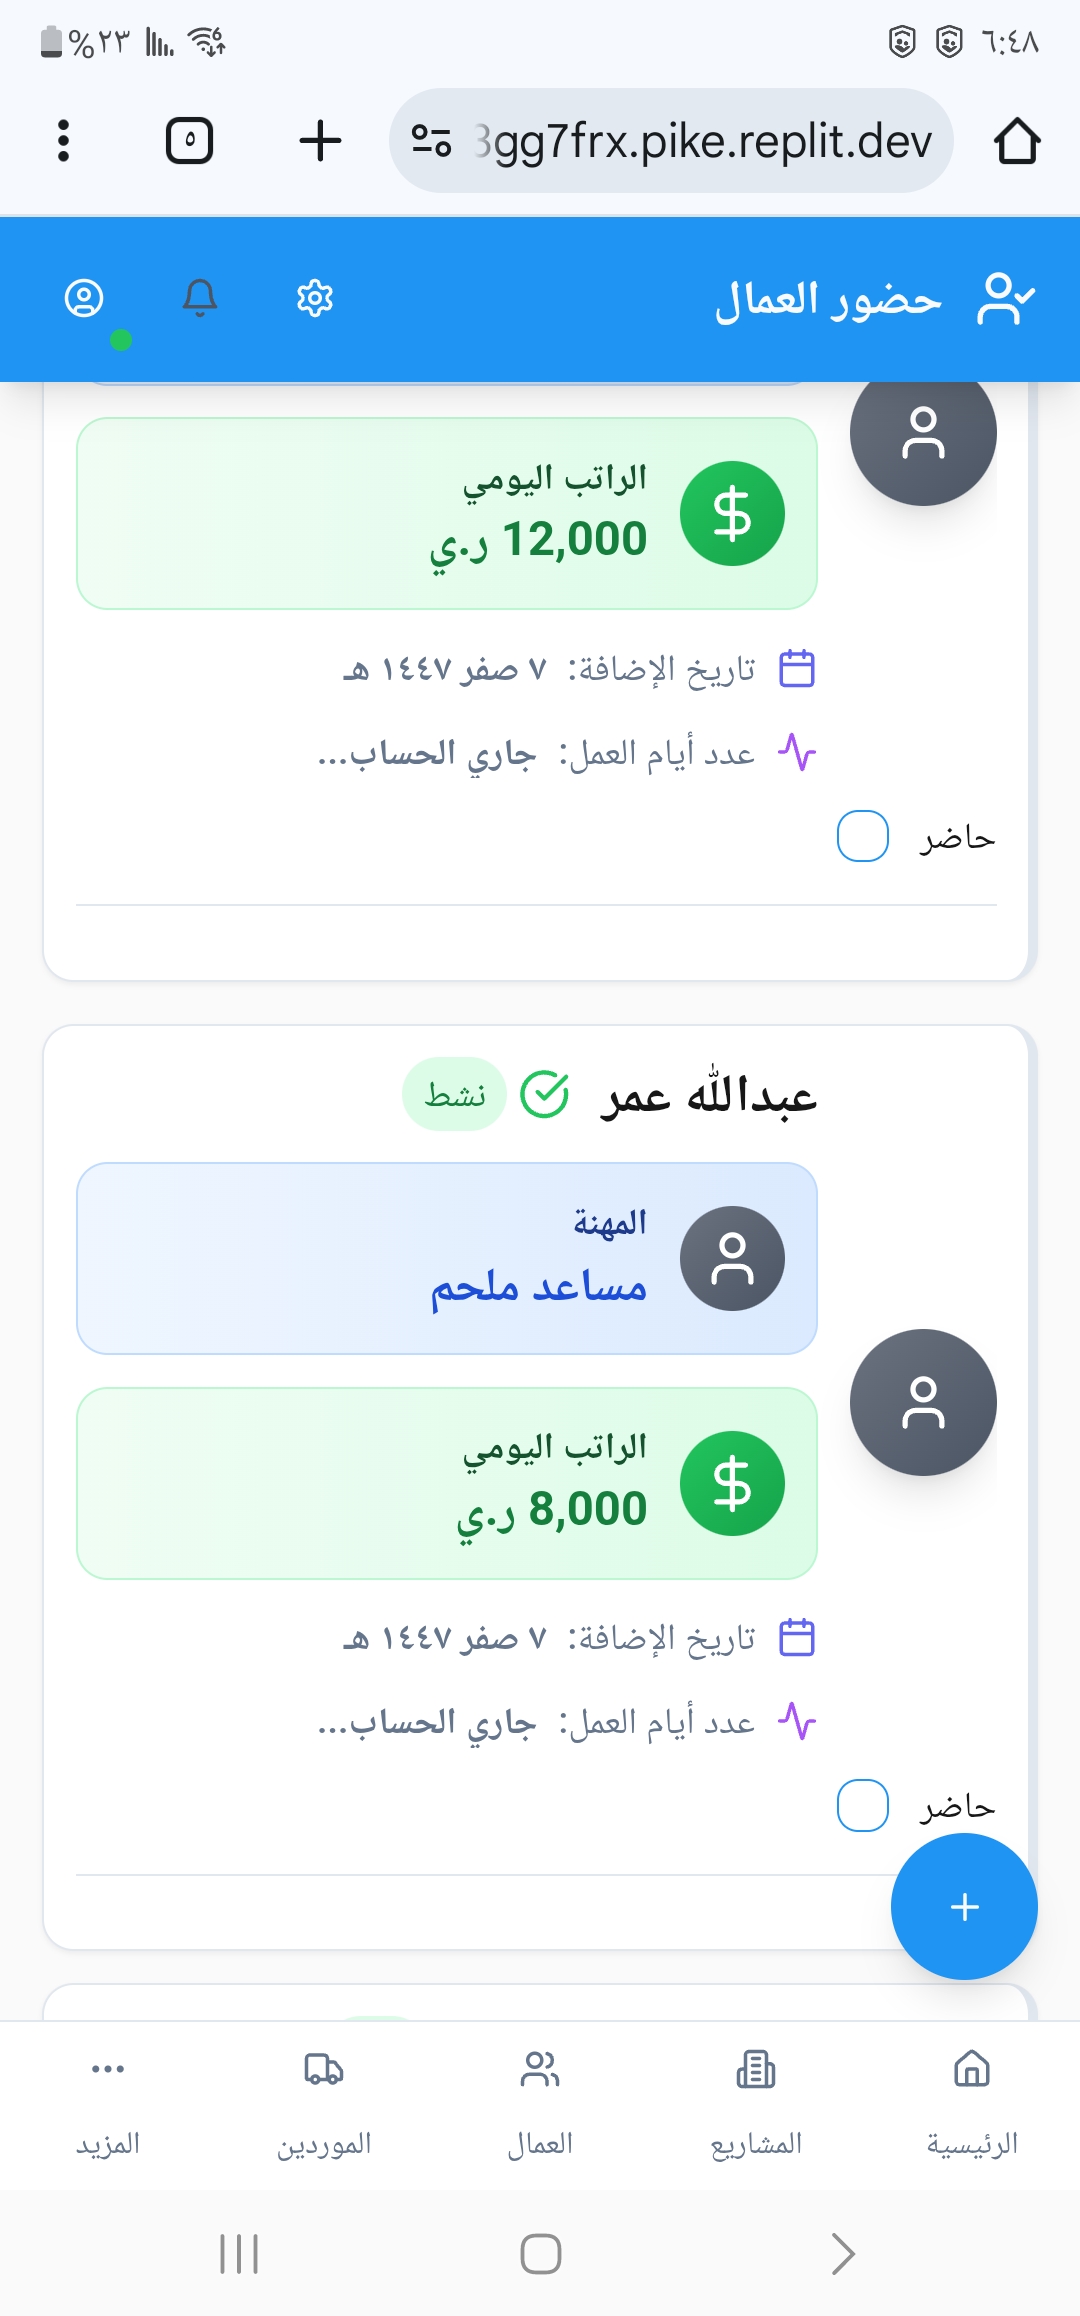 ٦:٤٨
%٢٣
6
٥
3gg7frx.pike.replit.dev
حضور العمال
الراتب اليومي
12,000 ر.ي
تاريخ الإضافة: ٧ صفر ١٤٤٧ هـ
عدد أيام العمل: جاري الحساب...
حاضر
عبدالله عمر
نشط
المهنة
مساعد ملحم
الراتب اليومي
8,000 ر.ي
تاريخ الإضافة: ٧ صفر ١٤٤٧ هـ
عدد أيام العمل: جاري الحساب...
حاضر
الرئيسية
المشاريع
العمال
الموردين
المزيد